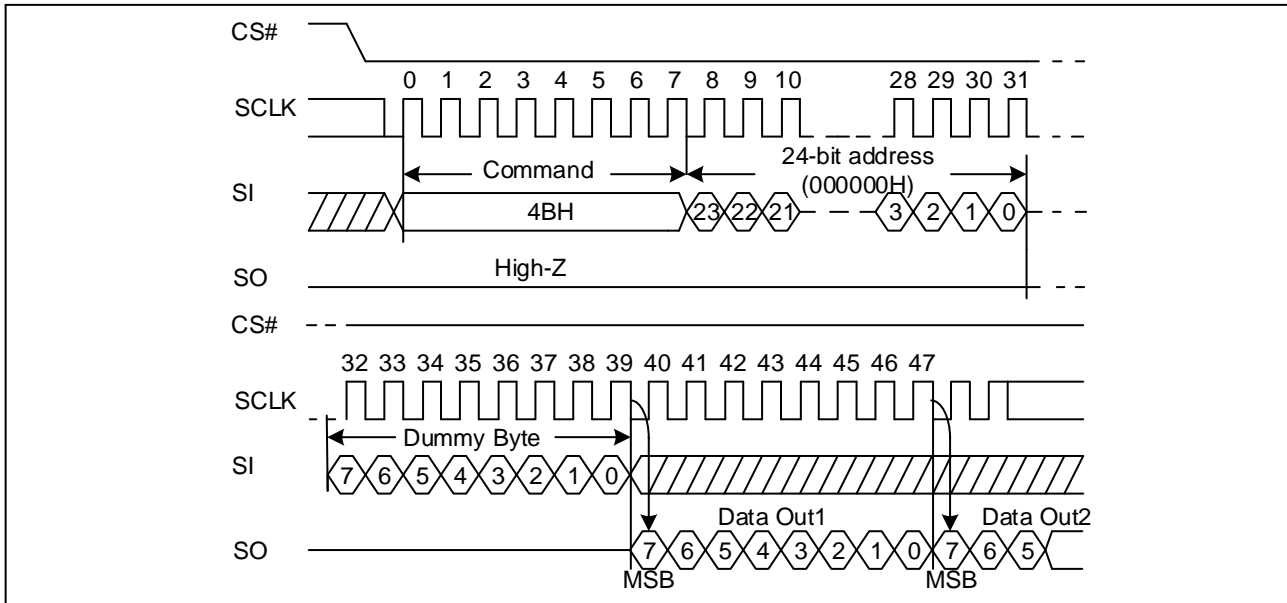 CS#
0 1 2 3 4 5 6 7 8 9 10 28 29 30 31
SCLK
Command
24-bit address
(000000H)
SI
4BH
23 22 21 3 2 1 0
High-Z
SO
CS#
32 33 34 35 36 37 38 39 40 41 42 43 44 45 46 47
SCLK
Dummy Byte
SI
7 6 5 4 3 2 1 0
Data Out1 Data Out2
SO
7 6 5 4 3 2 1 0 7 6 5
MSB MSB